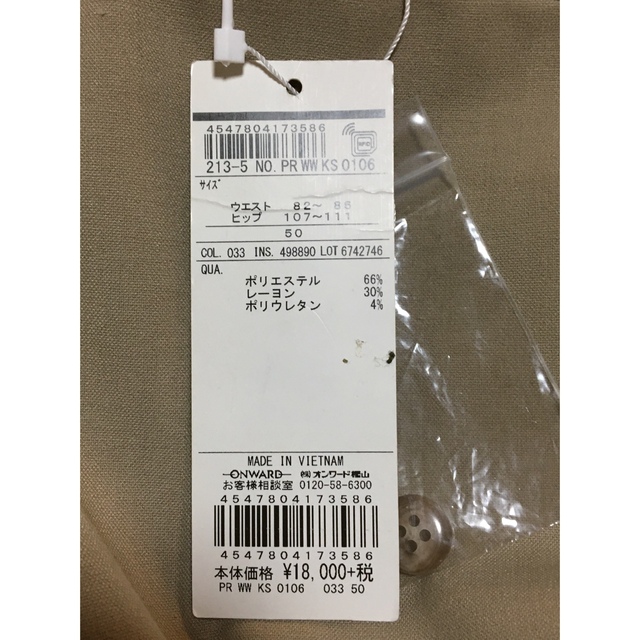 4547804173586
RFID
213-5 NO. PR WW KS 0106
サイズ
ウエスト 82～ 86
ヒップ 107～111
50
COL. 033 INS. 498890 LOT 6742746
QUA.
ポリエステル 66%
レーヨン 30%
ポリウレタン 4%
MADE IN VIETNAM
ONWARD ㈱オンワード樫山
お客様相談室 0120-58-6300
4547804173586
4547804173586
本体価格 ¥18,000+税
PR WW KS 0106 033 50